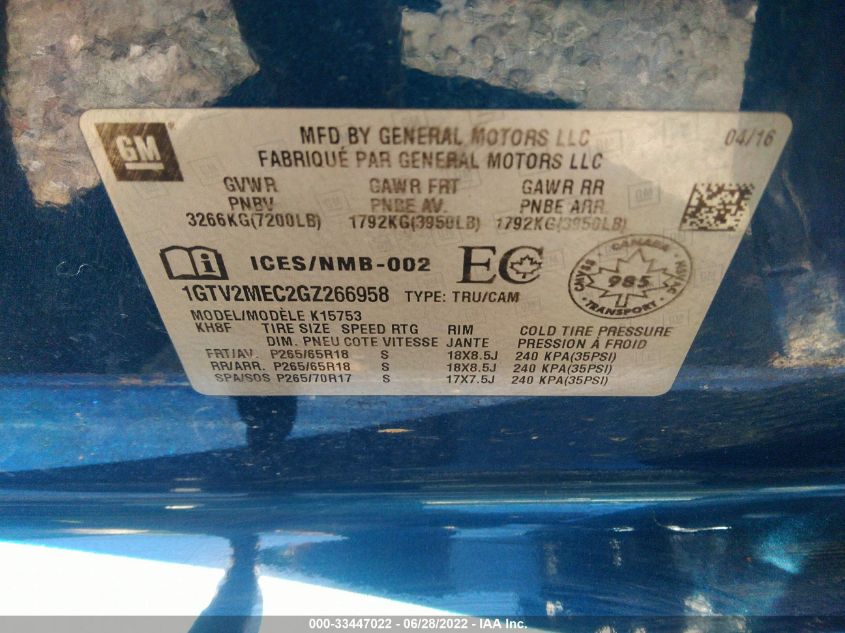 GM
MFD BY GENERAL MOTORS LLC
04/16
FABRIQUÉ PAR GENERAL MOTORS LLC
GVWR GAWR FRT GAWR RR
PNBV PNBE AV. PNBE ARR.
3266KG(7200LB) 1792KG(3950LB) 1792KG(3950LB)
ICES/NMB-002 EC
CANADA
CMVSS 985 NSVAC
TRANSPORT
1GTV2MEC2GZ266958 TYPE: TRU/CAM
MODEL/MODÈLE K15753
KH8F TIRE SIZE SPEED RTG RIM COLD TIRE PRESSURE
DIM. PNEU COTE VITESSE JANTE PRESSION À FROID
FRT/AV. P265/65R18 S 18X8.5J 240 KPA(35PSI)
RR/ARR. P265/65R18 S 18X8.5J 240 KPA(35PSI)
SPA/SOS P265/70R17 S 17X7.5J 240 KPA(35PSI)
000-33447022 - 06/28/2022 - IAA Inc.